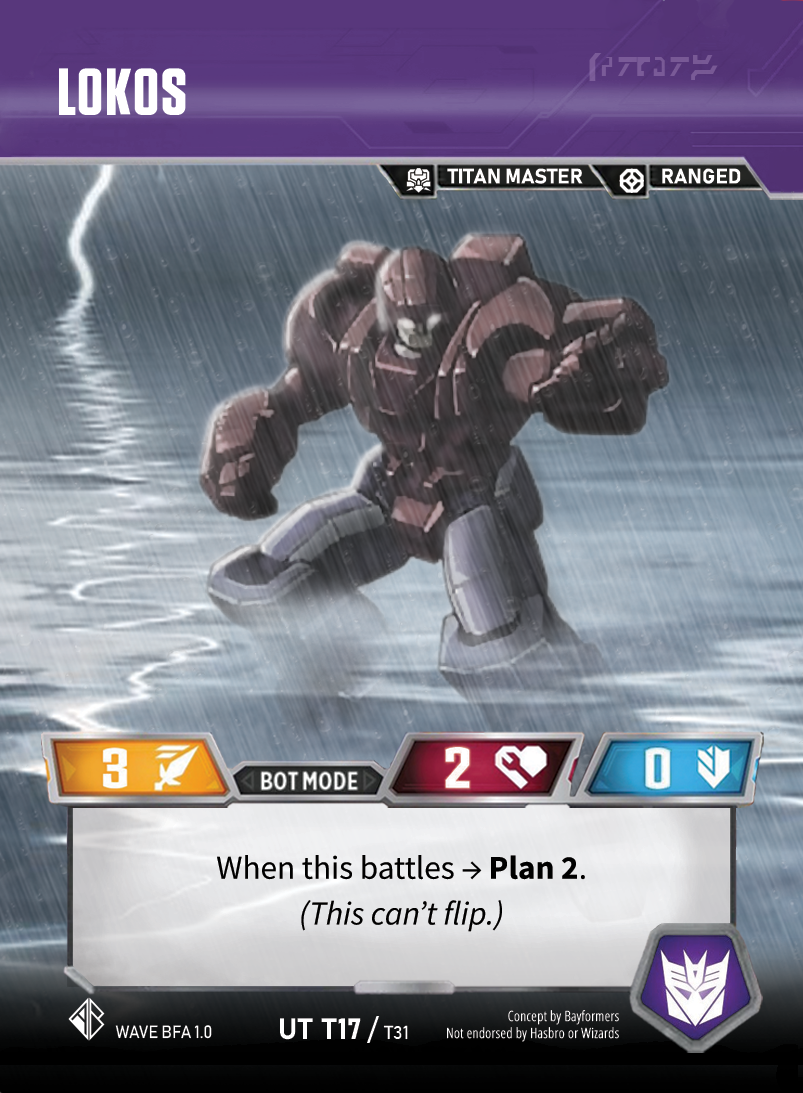 LOKOS
TITAN MASTER
RANGED
3
BOT MODE
2
0
When this battles → Plan 2.
(This can't flip.)
WAVE BFA 1.0
UT T17 / T31
Concept by Bayformers
Not endorsed by Hasbro or Wizards